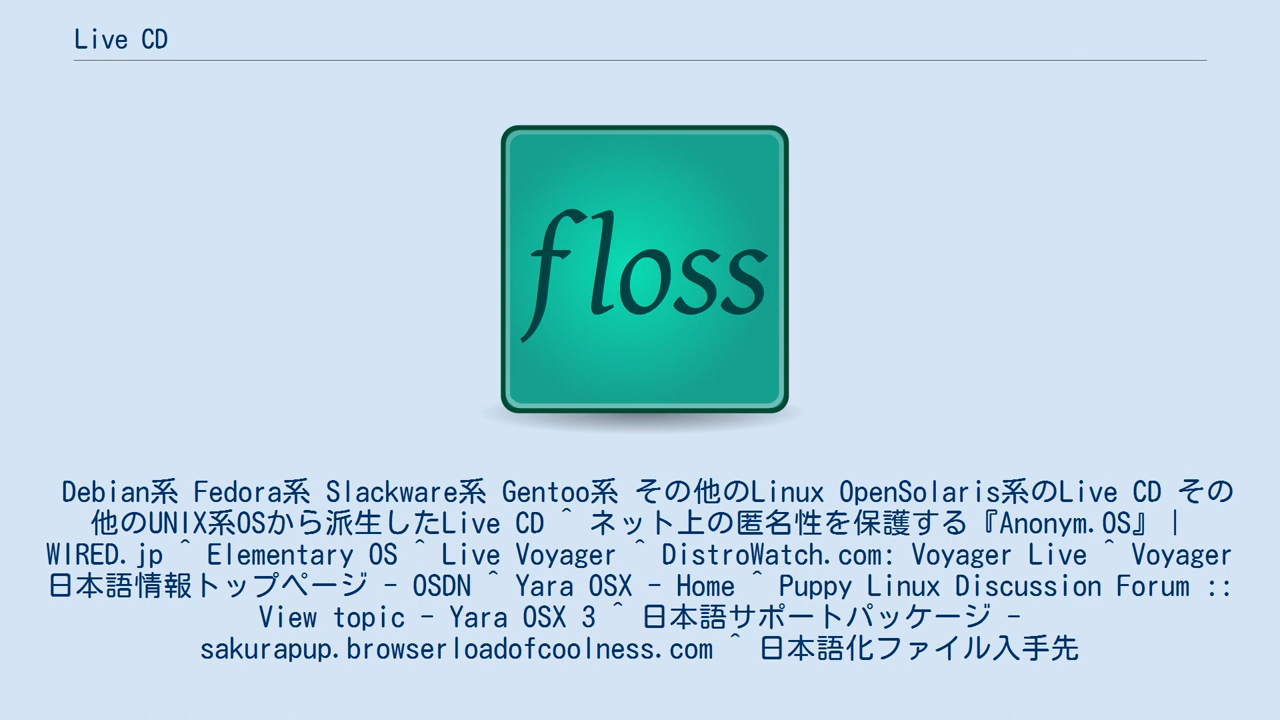 Live CD
floss
Debian系 Fedora系 Slackware系 Gentoo系 その他のLinux OpenSolaris系のLive CD その
他のUNIX系OSから派生したLive CD ^ ネット上の匿名性を保護する『Anonym.OS』 |
WIRED.jp ^ Elementary OS ^ Live Voyager ^ DistroWatch.com: Voyager Live ^ Voyager
日本語情報トップページ - OSDN ^ Yara OSX - Home ^ Puppy Linux Discussion Forum ::
View topic - Yara OSX 3 ^ 日本語サポートパッケージ -
sakurapup.browserloadofcoolness.com ^ 日本語化ファイル入手先